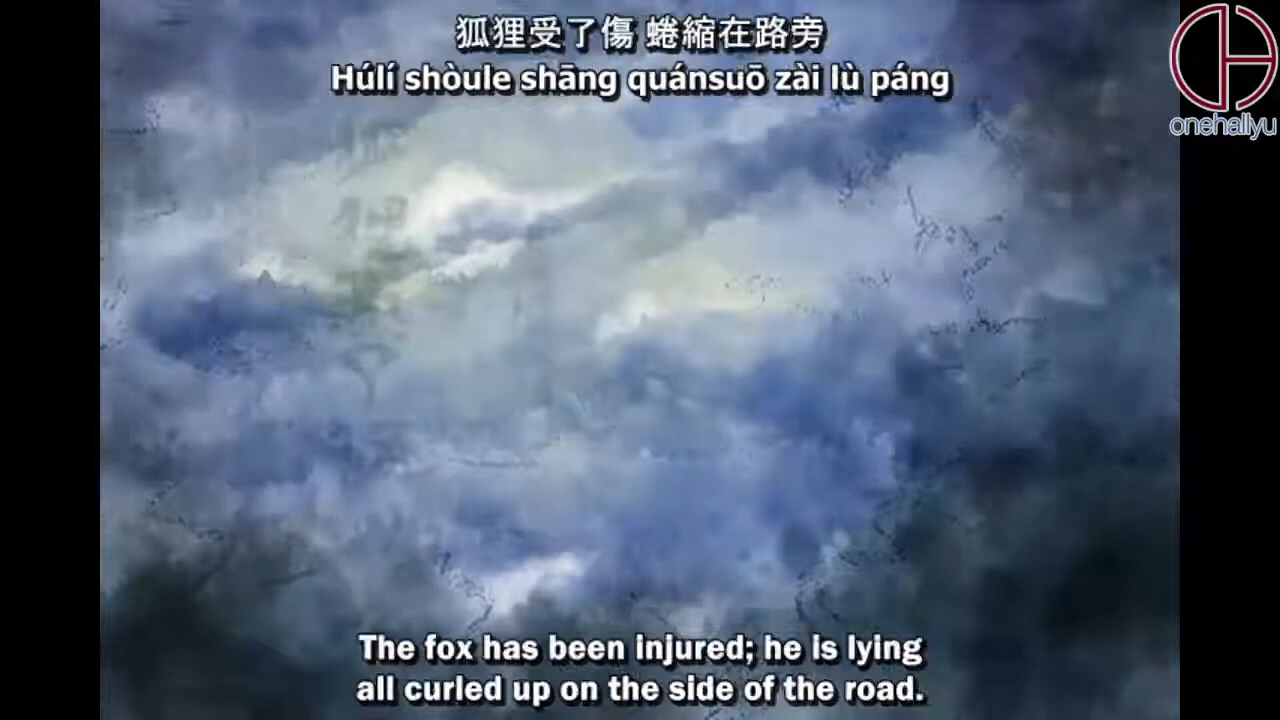 狐狸受了傷 蜷縮在路旁
Húlí shòule shāng quánsuō zài lù páng
onehallyu
The fox has been injured; he is lying
all curled up on the side of the road.